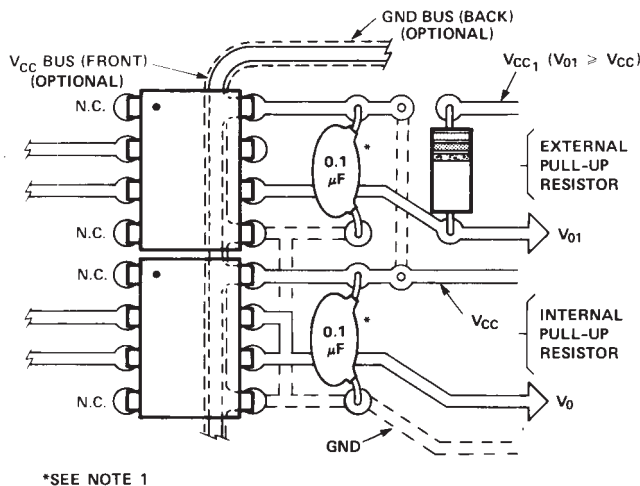 GND BUS (BACK)
(OPTIONAL)
VCC BUS (FRONT)
(OPTIONAL)
VCC1 (V01 ≥ VCC)
N.C.
*
0.1
μF
EXTERNAL
PULL-UP
RESISTOR
N.C.
V01
N.C.
VCC
*
0.1
μF
INTERNAL
PULL-UP
RESISTOR
N.C.
V0
GND
*SEE NOTE 1